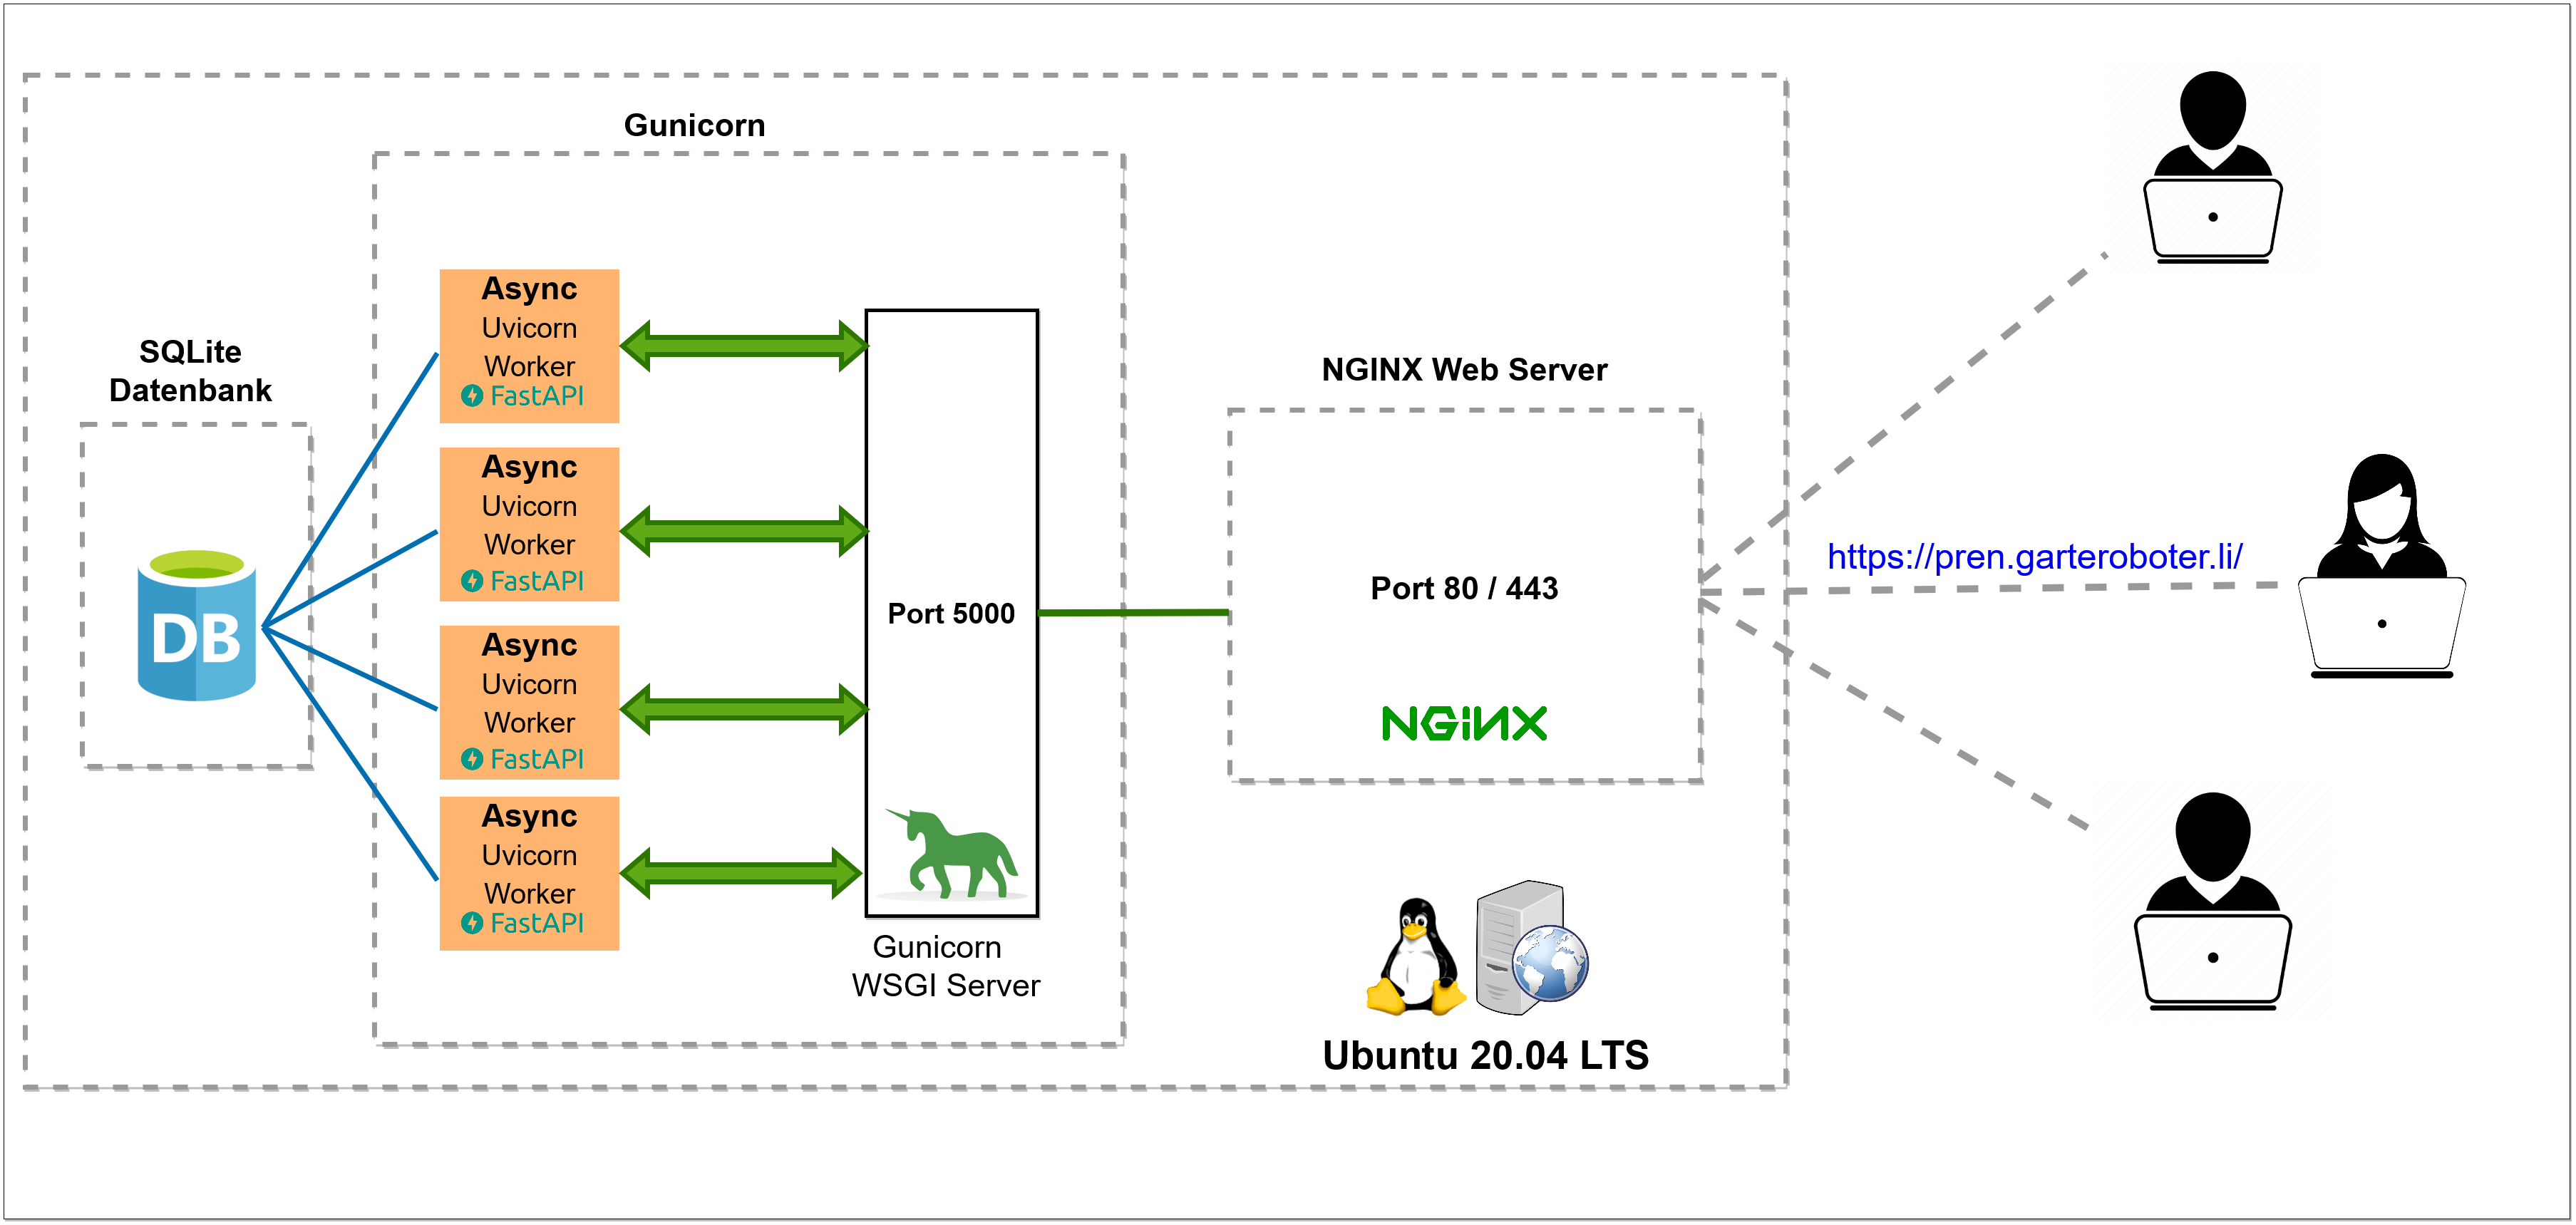 Gunicorn
SQLite
Datenbank
DB
Async
Uvicorn
Worker
FastAPI
Async
Uvicorn
Worker
FastAPI
Async
Uvicorn
Worker
FastAPI
Async
Uvicorn
Worker
FastAPI
Port 5000
Gunicorn
WSGI Server
NGINX Web Server
Port 80 / 443
NGINX
Ubuntu 20.04 LTS
https://pren.garteroboter.li/